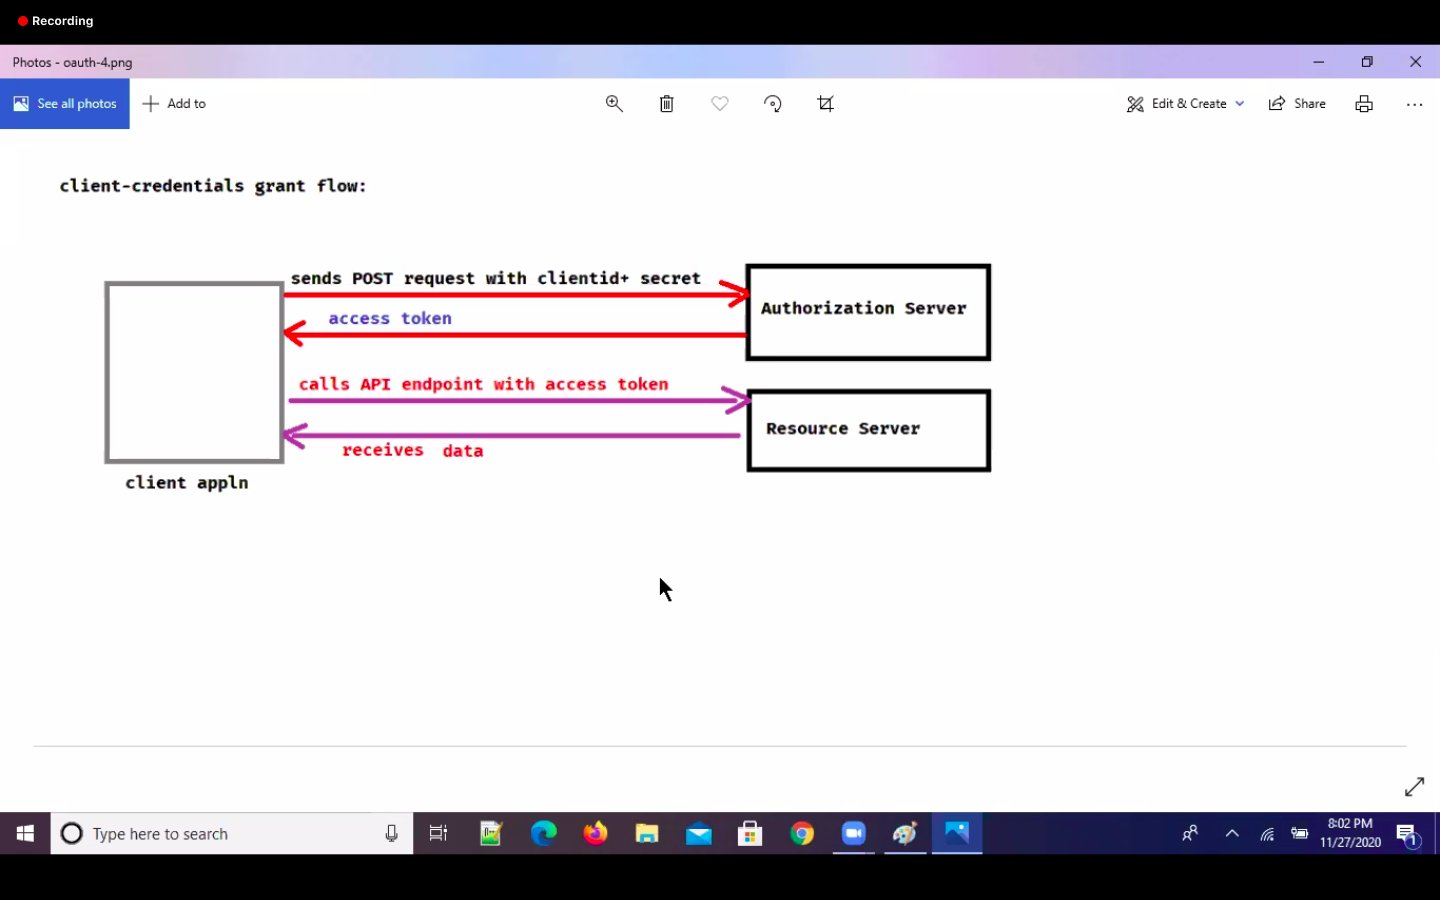 Recording
Photos - oauth-4.png
See all photos
Add to
Edit & Create
Share
client-credentials grant flow:
sends POST request with clientid+ secret
Authorization Server
access token
calls API endpoint with access token
Resource Server
receives data
client appln
Type here to search
8:02 PM
11/27/2020
1